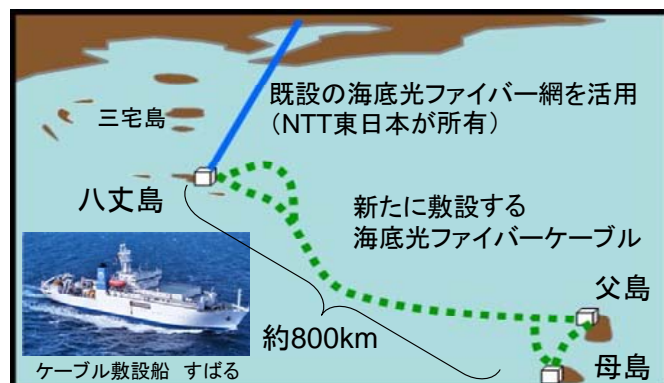 既設の海底光ファイバー網を活用
（NTT東日本が所有）
三宅島
八丈島
新たに敷設する
海底光ファイバーケーブル
父島
約800km
母島
ケーブル敷設船　すばる